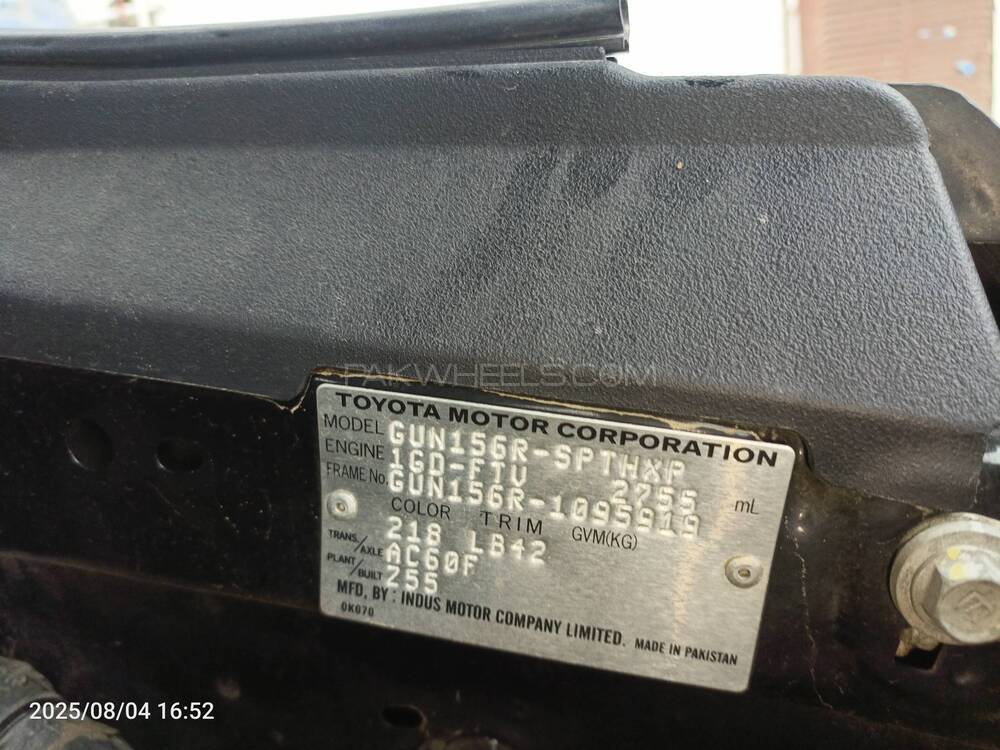 PAKWHEELS.COM
TOYOTA MOTOR CORPORATION
MODEL GUN156R-SPTHXP
ENGINE 1GD-FTV 2755 mL
FRAME No. GUN156R-1095919
COLOR TRIM GVM(KG)
218 LB42
TRANS./AXLE AC60F
PLANT/BUILT 255
MFD, BY : INDUS MOTOR COMPANY LIMITED. MADE IN PAKISTAN
0K070
2025/08/04 16:52